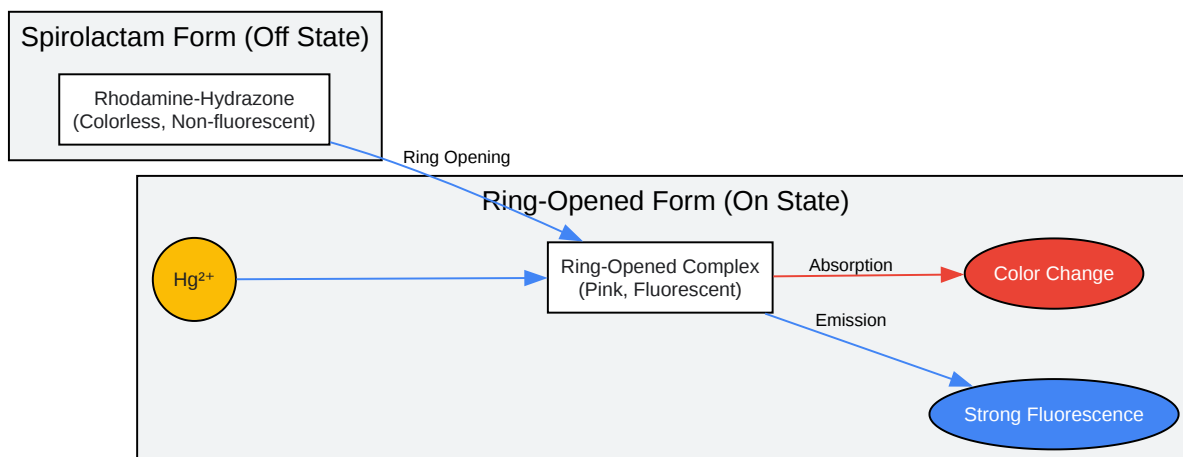 Spirolactam Form (Off State)
Rhodamine-Hydrazone
(Colorless, Non-fluorescent)
Ring Opening
Ring-Opened Form (On State)
Hg²⁺
Ring-Opened Complex
(Pink, Fluorescent)
Absorption
Color Change
Emission
Strong Fluorescence